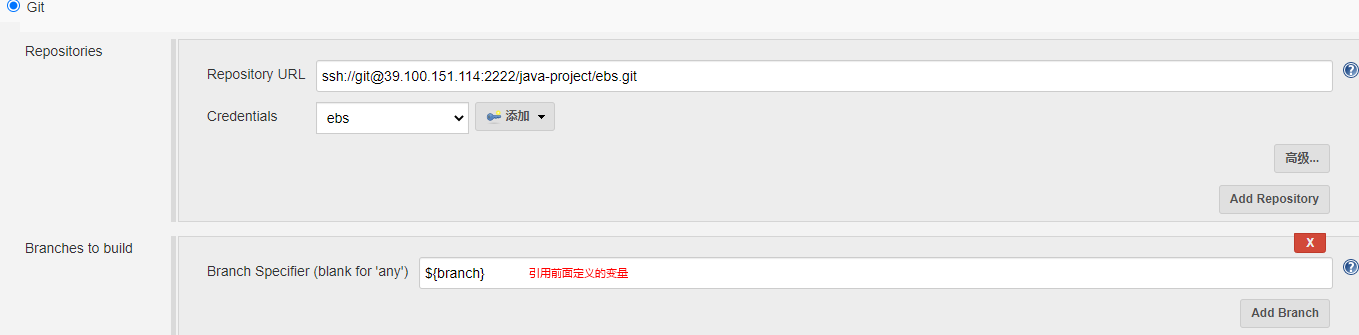 Git
Repositories
Repository URL ssh://git@39.100.151.114:2222/java-project/ebs.git
Credentials ebs 添加
高级...
Add Repository
Branches to build
X
Branch Specifier (blank for 'any') ${branch} 引用前面定义的变量
Add Branch